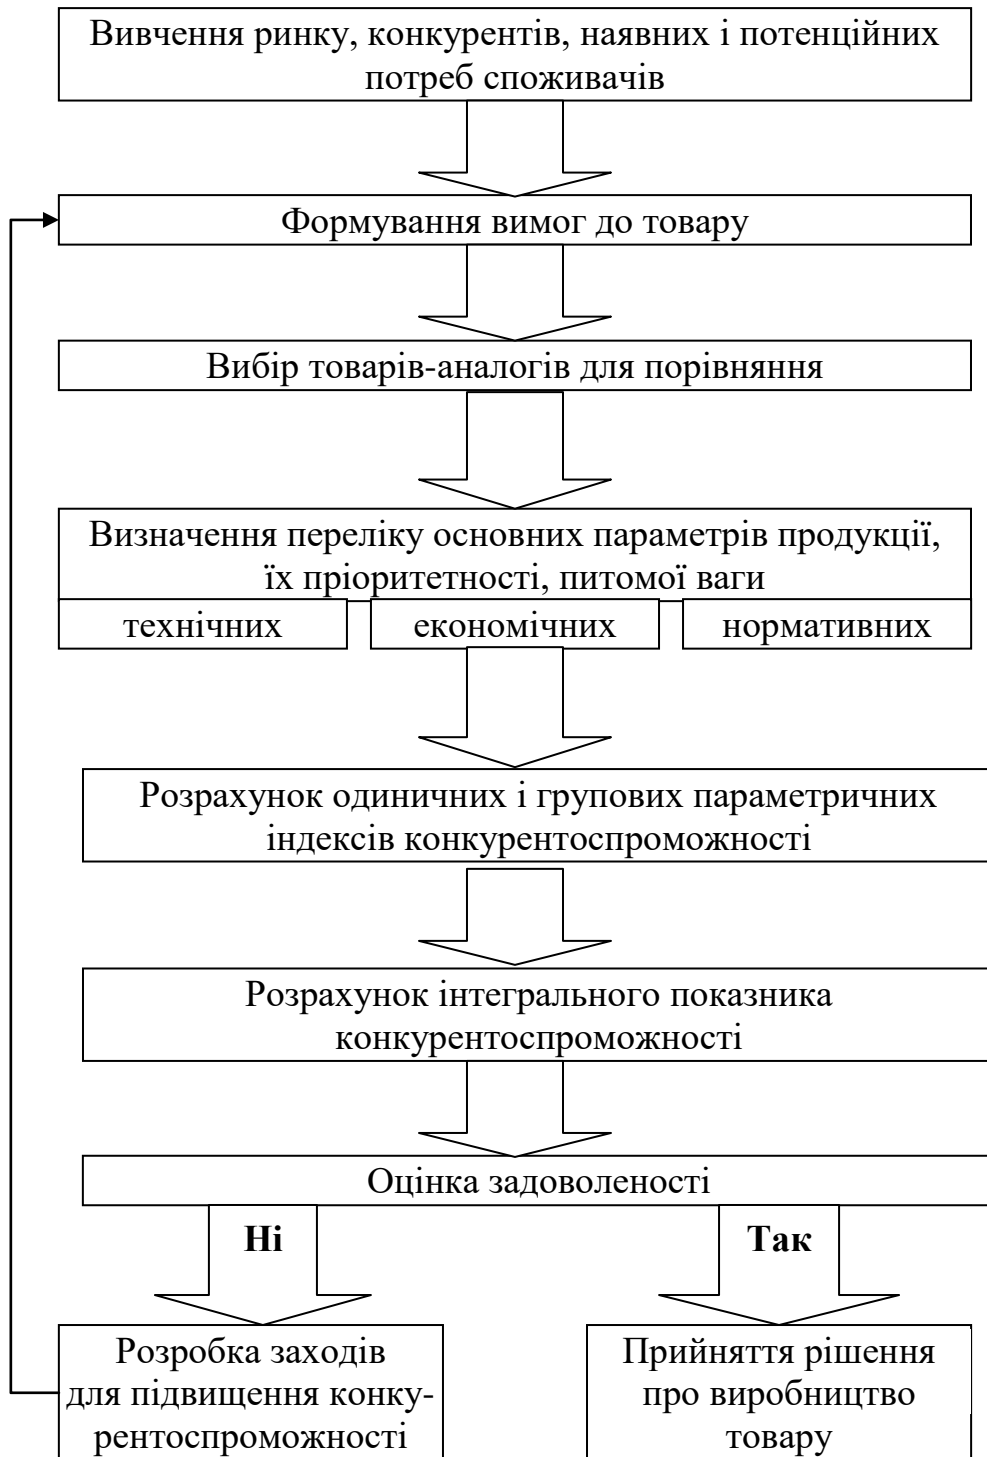 Вивчення ринку, конкурентів, наявних і потенційних
потреб споживачів
Формування вимог до товару
Вибір товарів-аналогів для порівняння
Визначення переліку основних параметрів продукції,
їх пріоритетності, питомої ваги
технічних
економічних
нормативних
Розрахунок одиничних і групових параметричних
індексів конкурентоспроможності
Розрахунок інтегрального показника
конкурентоспроможності
Оцінка задоволеності
Ні
Так
Розробка заходів
для підвищення конку-
рентоспроможності
Прийняття рішення
про виробництво
товару